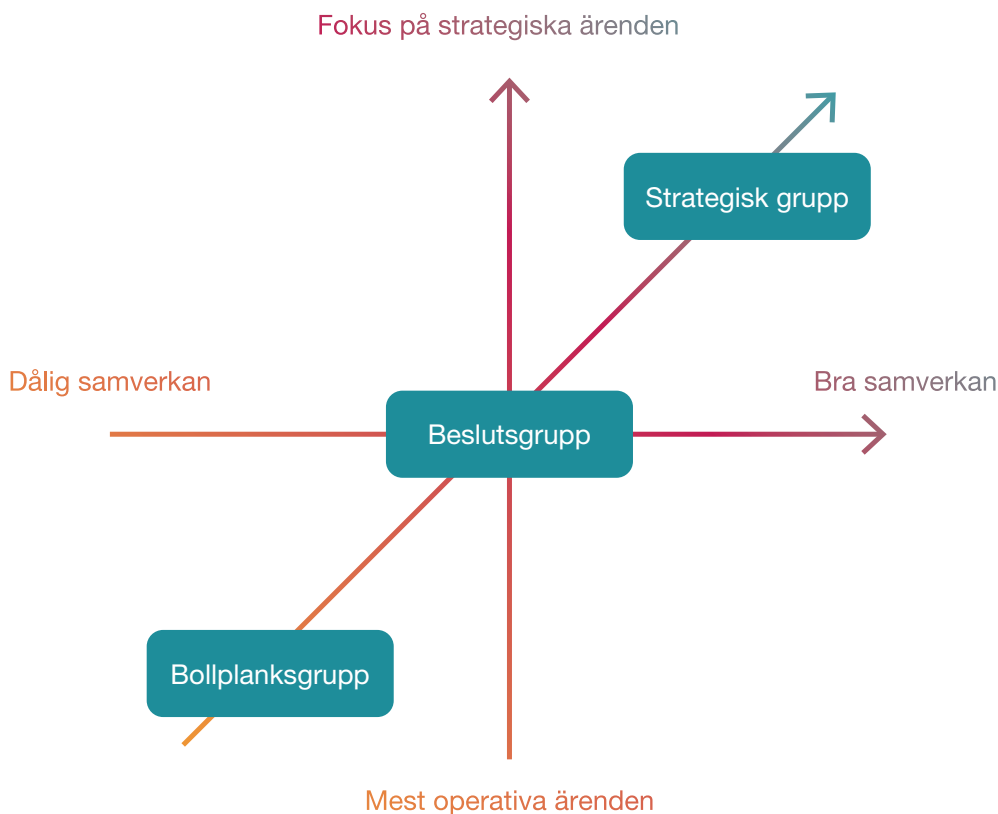 Fokus på strategiska ärenden
Strategisk grupp
Dålig samverkan
Bra samverkan
Beslutsgrupp
Bollplanksgrupp
Mest operativa ärenden